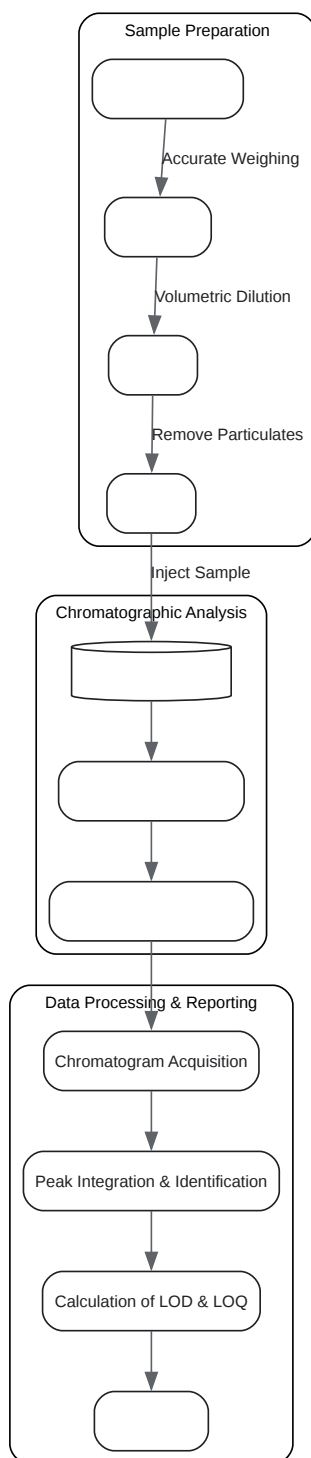 Sample Preparation
Accurate Weighing
Volumetric Dilution
Remove Particulates
Inject Sample
Chromatographic Analysis
Data Processing & Reporting
Chromatogram Acquisition
Peak Integration & Identification
Calculation of LOD & LOQ